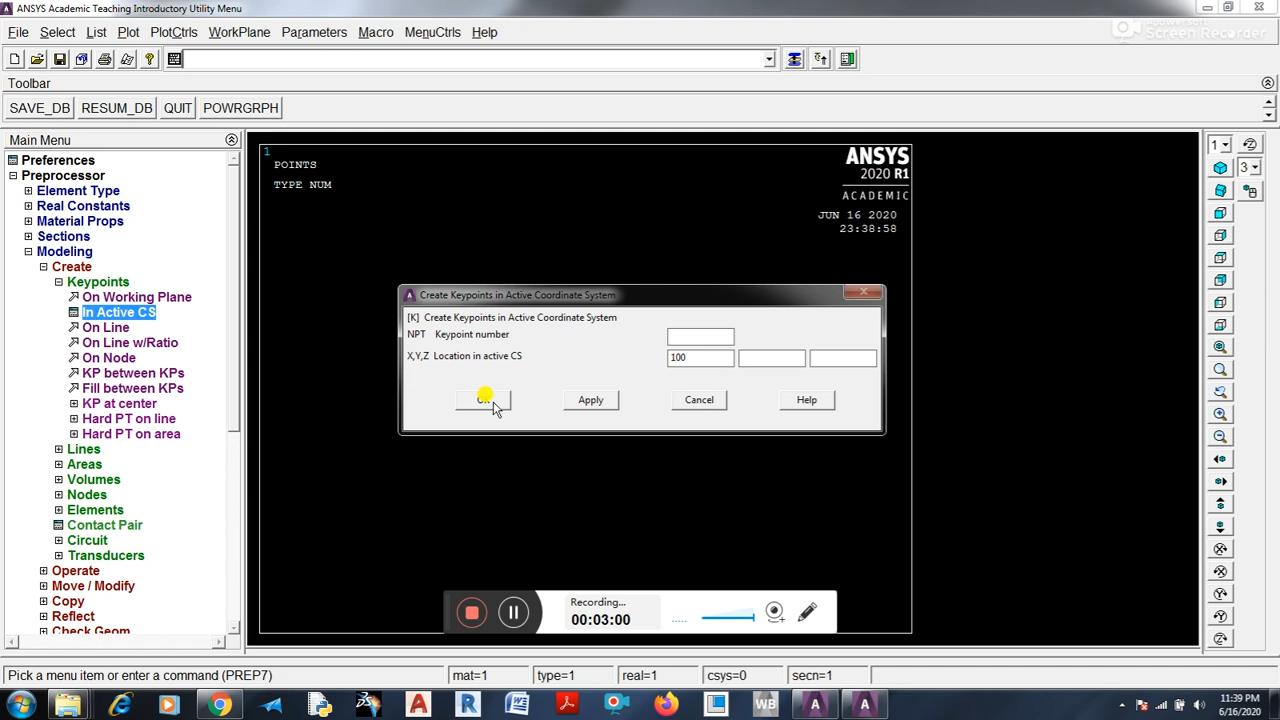 ANSYS Academic Teaching Introductory Utility Menu
File Select List Plot PlotCtrls WorkPlane Parameters Macro MenuCtrls Help
Apowersoft
Screen Recorder
Toolbar
SAVE_DB RESUM_DB QUIT POWRGRPH
Main Menu
Preferences
Preprocessor
Element Type
Real Constants
Material Props
Sections
Modeling
Create
Keypoints
On Working Plane
In Active CS
On Line
On Line w/Ratio
On Node
KP between KPs
Fill between KPs
KP at center
Hard PT on line
Hard PT on area
Lines
Areas
Volumes
Nodes
Elements
Contact Pair
Circuit
Transducers
Operate
Move / Modify
Copy
Reflect
Check Geom
1
POINTS
TYPE NUM
ANSYS
2020 R1
ACADEMIC
JUN 16 2020
23:38:58
Create Keypoints in Active Coordinate System
[K] Create Keypoints in Active Coordinate System
NPT Keypoint number
X,Y,Z Location in active CS 100
OK Apply Cancel Help
Recording...
00:03:00
1
3
Pick a menu item or enter a command (PREP7) mat=1 type=1 real=1 csys=0 secn=1
11:39 PM
6/16/2020